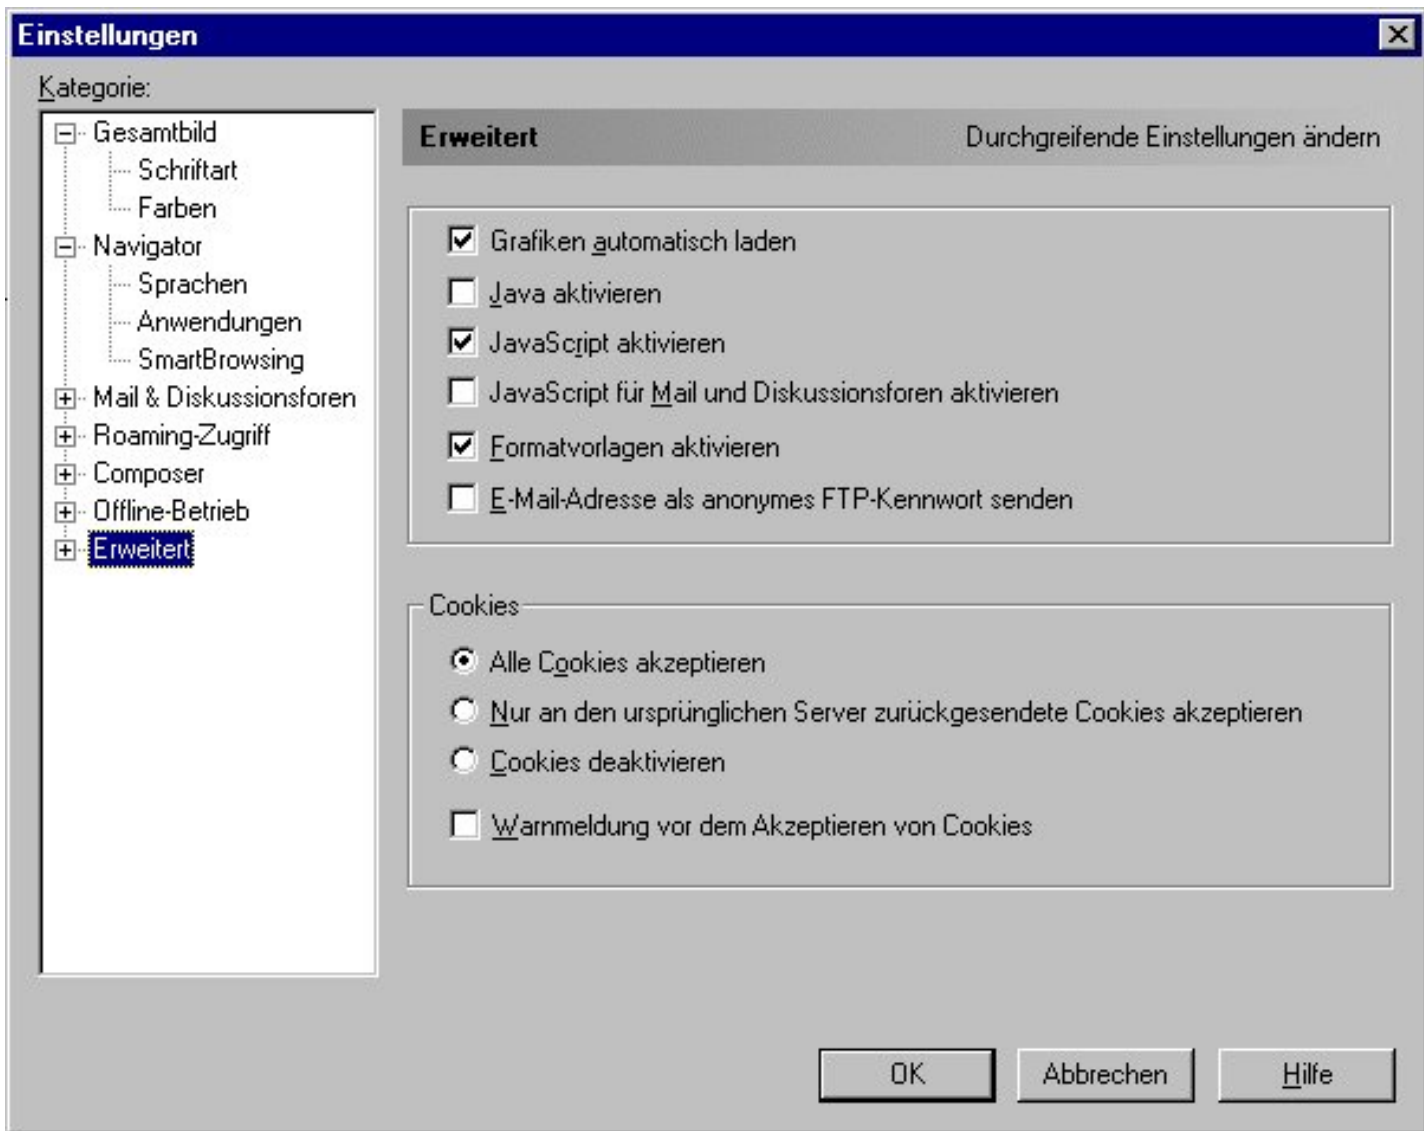 Einstellungen
Kategorie:
Gesamtbild
Schriftart
Farben
Navigator
Sprachen
Anwendungen
SmartBrowsing
Mail & Diskussionsforen
Roaming-Zugriff
Composer
Offline-Betrieb
Erweitert
Erweitert Durchgreifende Einstellungen ändern
Grafiken automatisch laden
Java aktivieren
JavaScript aktivieren
JavaScript für Mail und Diskussionsforen aktivieren
Formatvorlagen aktivieren
E-Mail-Adresse als anonymes FTP-Kennwort senden
Cookies
Alle Cookies akzeptieren
Nur an den ursprünglichen Server zurückgesendete Cookies akzeptieren
Cookies deaktivieren
Warnmeldung vor dem Akzeptieren von Cookies
OK Abbrechen Hilfe